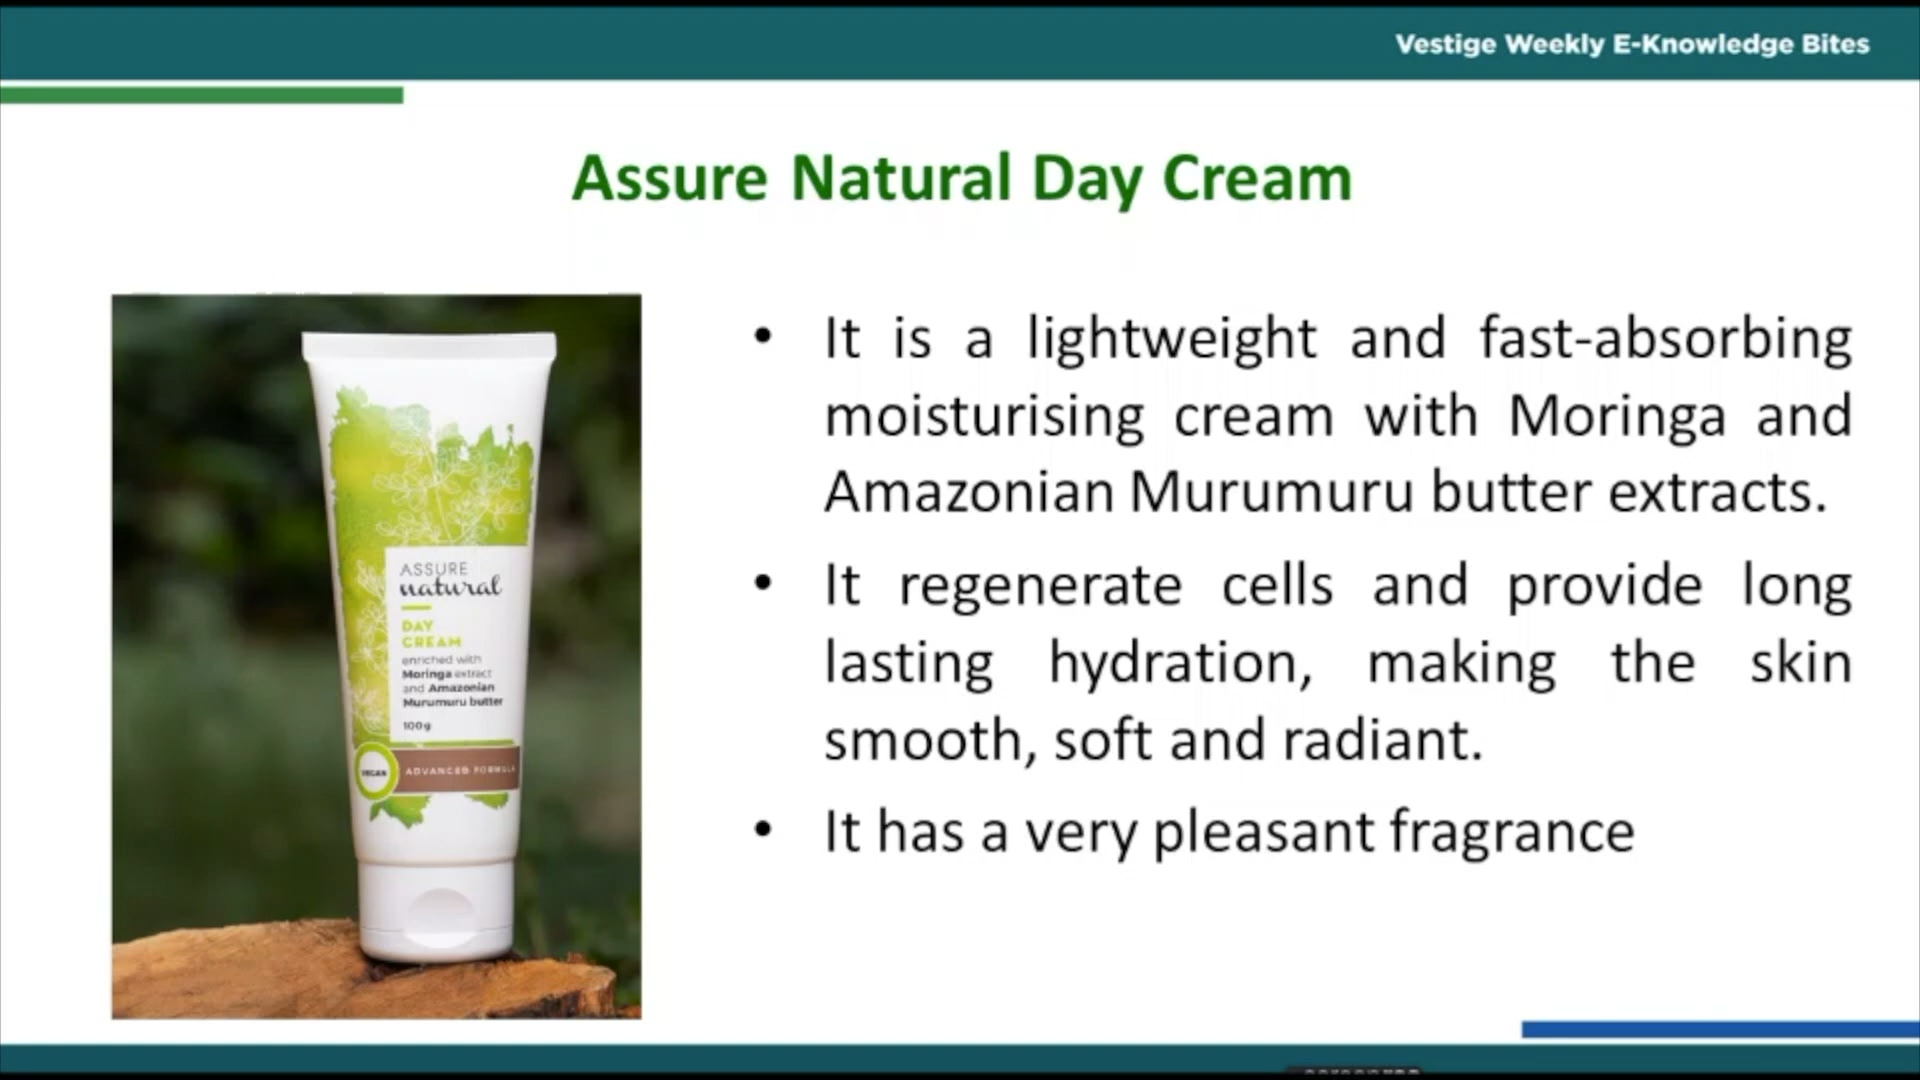 Vestige Weekly E-Knowledge Bites
Assure Natural Day Cream
ASSURE
natural
DAY
CREAM
enriched with
Moringa extract
and Amazonian
Murumuru butter
100g
VEGAN
ADVANCED FORMULA
• It is a lightweight and fast-absorbing
moisturising cream with Moringa and
Amazonian Murumuru butter extracts.
• It regenerate cells and provide long
lasting hydration, making the skin
smooth, soft and radiant.
• It has a very pleasant fragrance